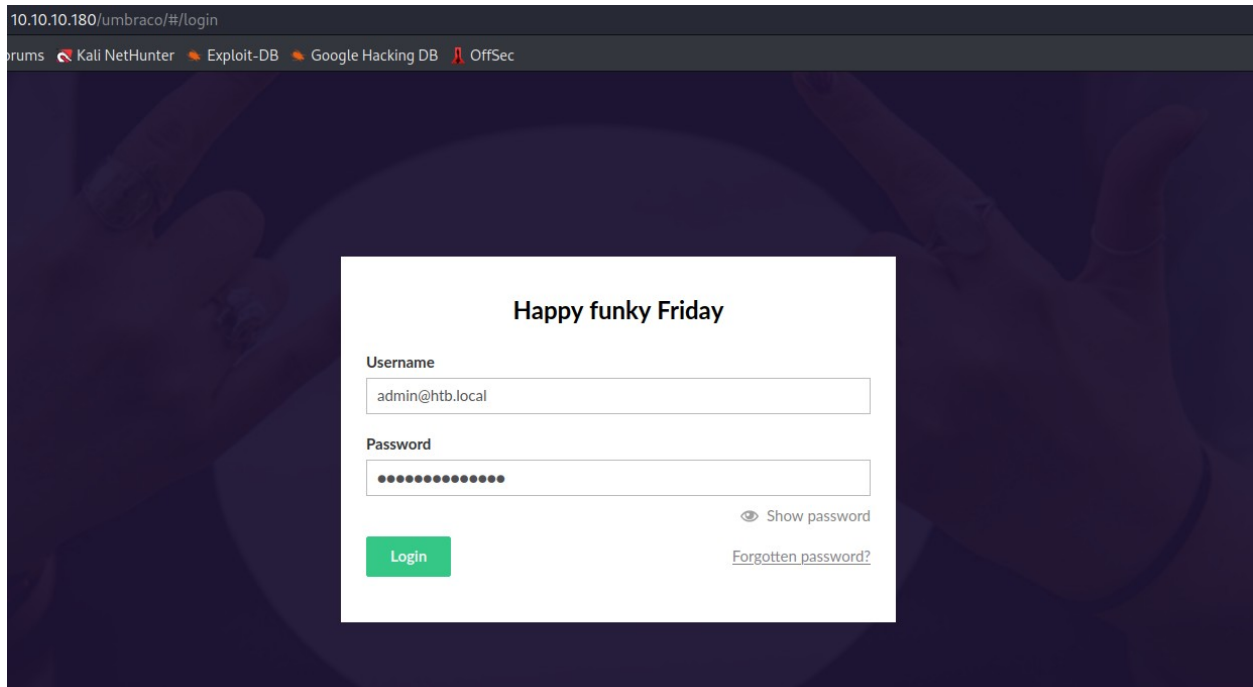 10.10.10.180/umbraco/#/login
orums Kali NetHunter Exploit-DB Google Hacking DB OffSec
Happy funky Friday
Username
admin@htb.local
Password
●●●●●●●●●●●●●●
Show password
Login Forgotten password?